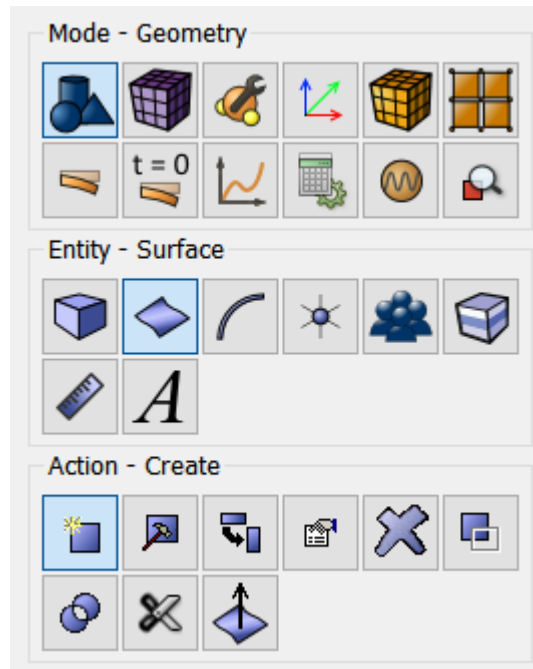 Mode - Geometry
t = 0
Entity - Surface
A
Action - Create